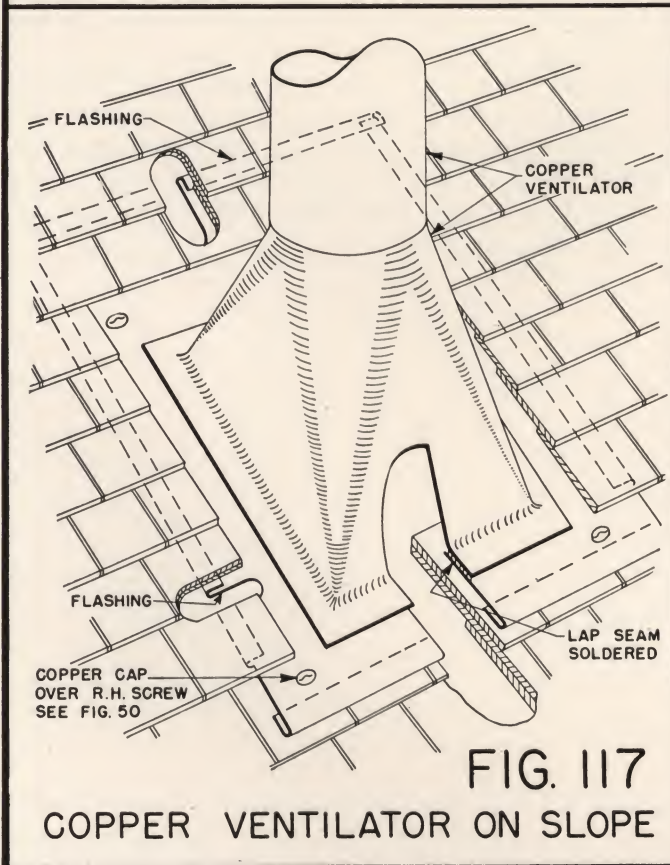 FLASHING
COPPER
VENTILATOR
FLASHING
LAP SEAM
SOLDERED
COPPER CAP
OVER R.H. SCREW
SEE FIG. 50
FIG. 117
COPPER VENTILATOR ON SLOPE